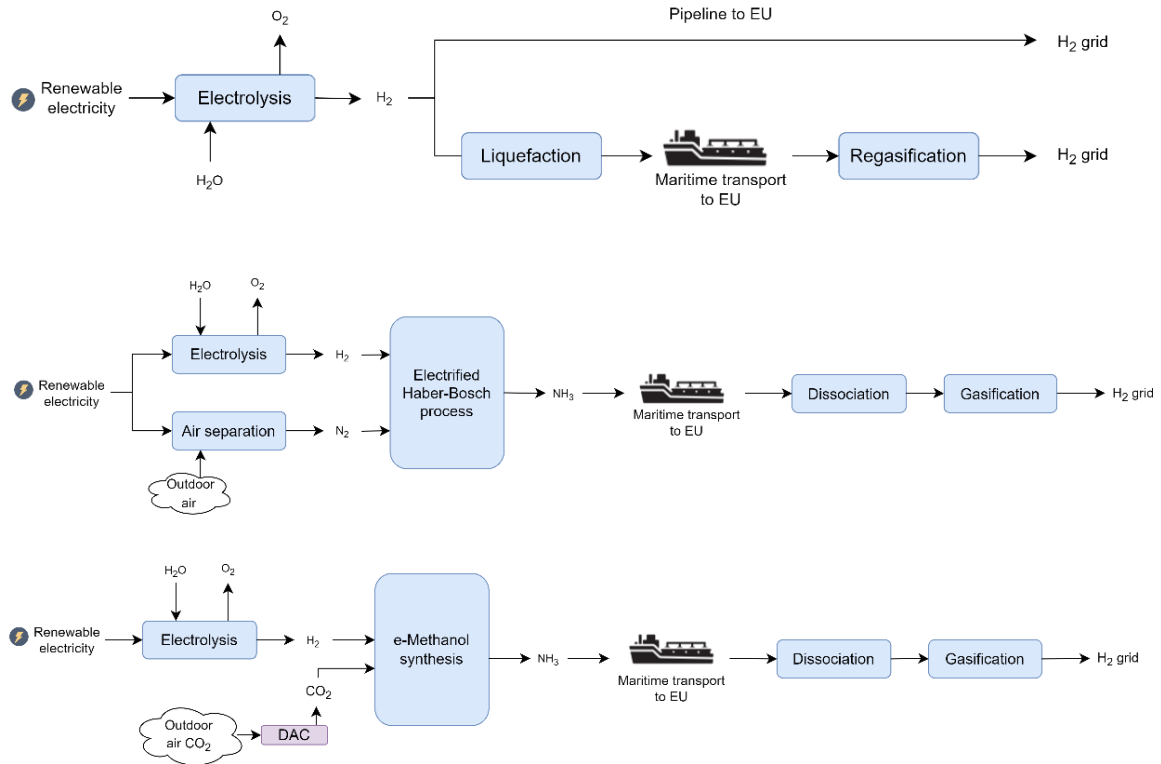 O₂
Pipeline to EU
H₂ grid
Renewable
electricity
Electrolysis
H₂
H₂O
Liquefaction
Maritime transport
to EU
Regasification
H₂ grid
H₂O
O₂
Renewable
electricity
Electrolysis
H₂
Air separation
N₂
Outdoor
air
Electrified
Haber-Bosch
process
NH₃
Maritime transport
to EU
Dissociation
Gasification
H₂ grid
H₂O
O₂
Renewable
electricity
Electrolysis
H₂
CO₂
Outdoor
air CO₂
DAC
e-Methanol
synthesis
NH₃
Maritime transport
to EU
Dissociation
Gasification
H₂ grid